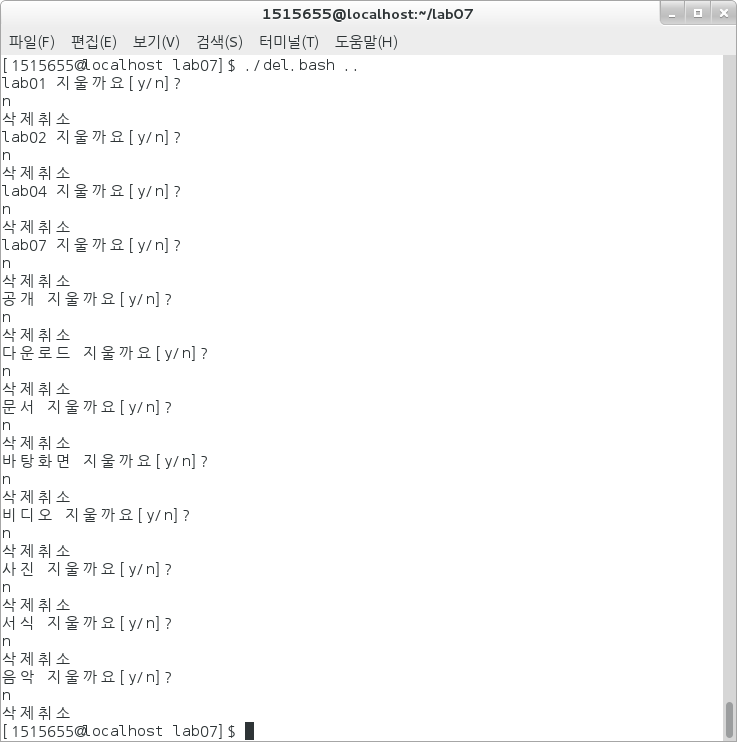 1515655@localhost:~/lab07
파일(F) 편집(E) 보기(V) 검색(S) 터미널(T) 도움말(H)
[1515655@localhost lab07]$ ./del.bash ..
lab01 지울까요[y/n]?
n
삭제취소
lab02 지울까요[y/n]?
n
삭제취소
lab04 지울까요[y/n]?
n
삭제취소
lab07 지울까요[y/n]?
n
삭제취소
공개 지울까요[y/n]?
n
삭제취소
다운로드 지울까요[y/n]?
n
삭제취소
문서 지울까요[y/n]?
n
삭제취소
바탕화면 지울까요[y/n]?
n
삭제취소
비디오 지울까요[y/n]?
n
삭제취소
사진 지울까요[y/n]?
n
삭제취소
서식 지울까요[y/n]?
n
삭제취소
음악 지울까요[y/n]?
n
삭제취소
[1515655@localhost lab07]$